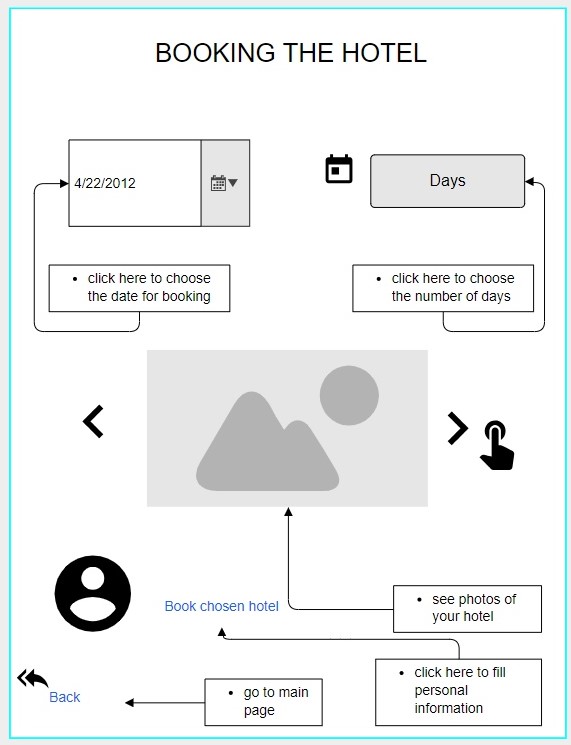 BOOKING THE HOTEL
4/22/2012
Days
• click here to choose
the date for booking
• click here to choose
the number of days
Book chosen hotel
• see photos of
your hotel
• click here to fill
personal
information
Back
• go to main
page